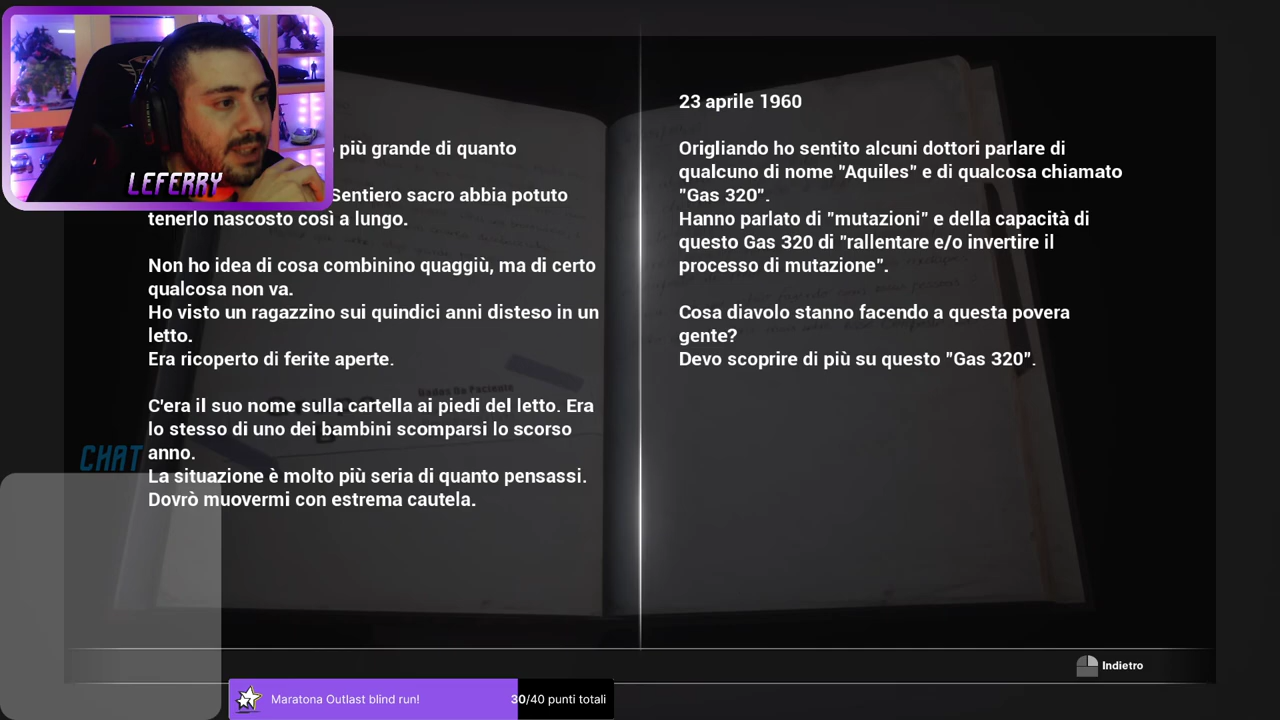 LEFERRY
più grande di quanto
Sentiero sacro abbia potuto
tenerlo nascosto così a lungo.
Non ho idea di cosa combinino quaggiù, ma di certo
qualcosa non va.
Ho visto un ragazzino sui quindici anni disteso in un
letto.
Era ricoperto di ferite aperte.
C'era il suo nome sulla cartella ai piedi del letto. Era
lo stesso di uno dei bambini scomparsi lo scorso
anno.
La situazione è molto più seria di quanto pensassi.
Dovrò muovermi con estrema cautela.
23 aprile 1960
Origliando ho sentito alcuni dottori parlare di
qualcuno di nome "Aquiles" e di qualcosa chiamato
"Gas 320".
Hanno parlato di "mutazioni" e della capacità di
questo Gas 320 di "rallentare e/o invertire il
processo di mutazione".
Cosa diavolo stanno facendo a questa povera
gente?
Devo scoprire di più su questo "Gas 320".
CHAT
Indietro
Maratona Outlast blind run!
30/40 punti totali